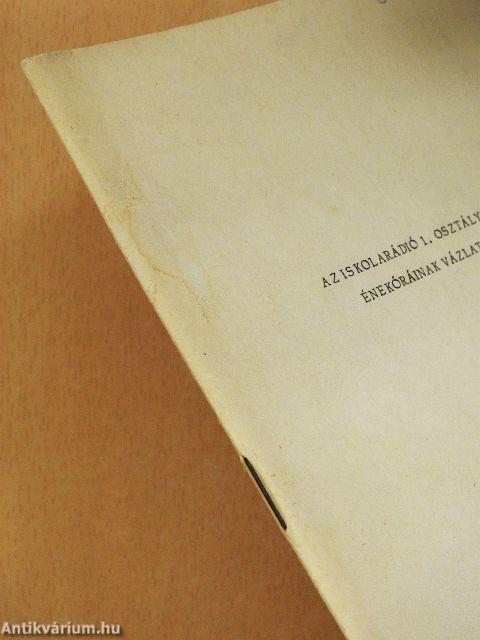 AZ ISKOLARÁDIÓ 1. OSZTÁLY
ÉNEKÓRÁINAK VÁZLAT
Antikvárium.hu